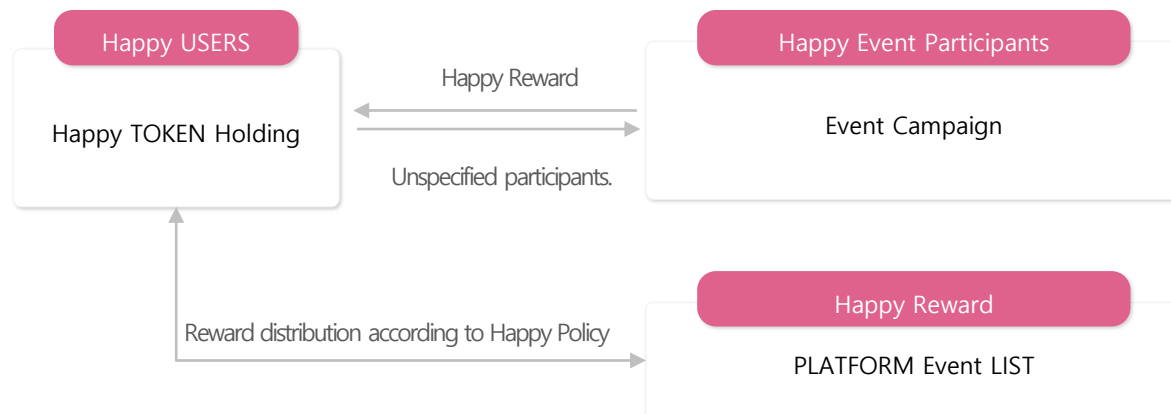 Happy USERS
Happy Event Participants
Happy Reward
Happy TOKEN Holding
Event Campaign
Unspecified participants.
Happy Reward
Reward distribution according to Happy Policy
PLATFORM Event LIST